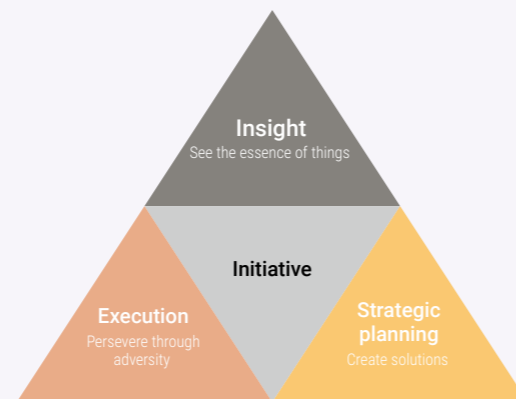 Insight
See the essence of things
Initiative
Execution
Persevere through
adversity
Strategic
planning
Create solutions